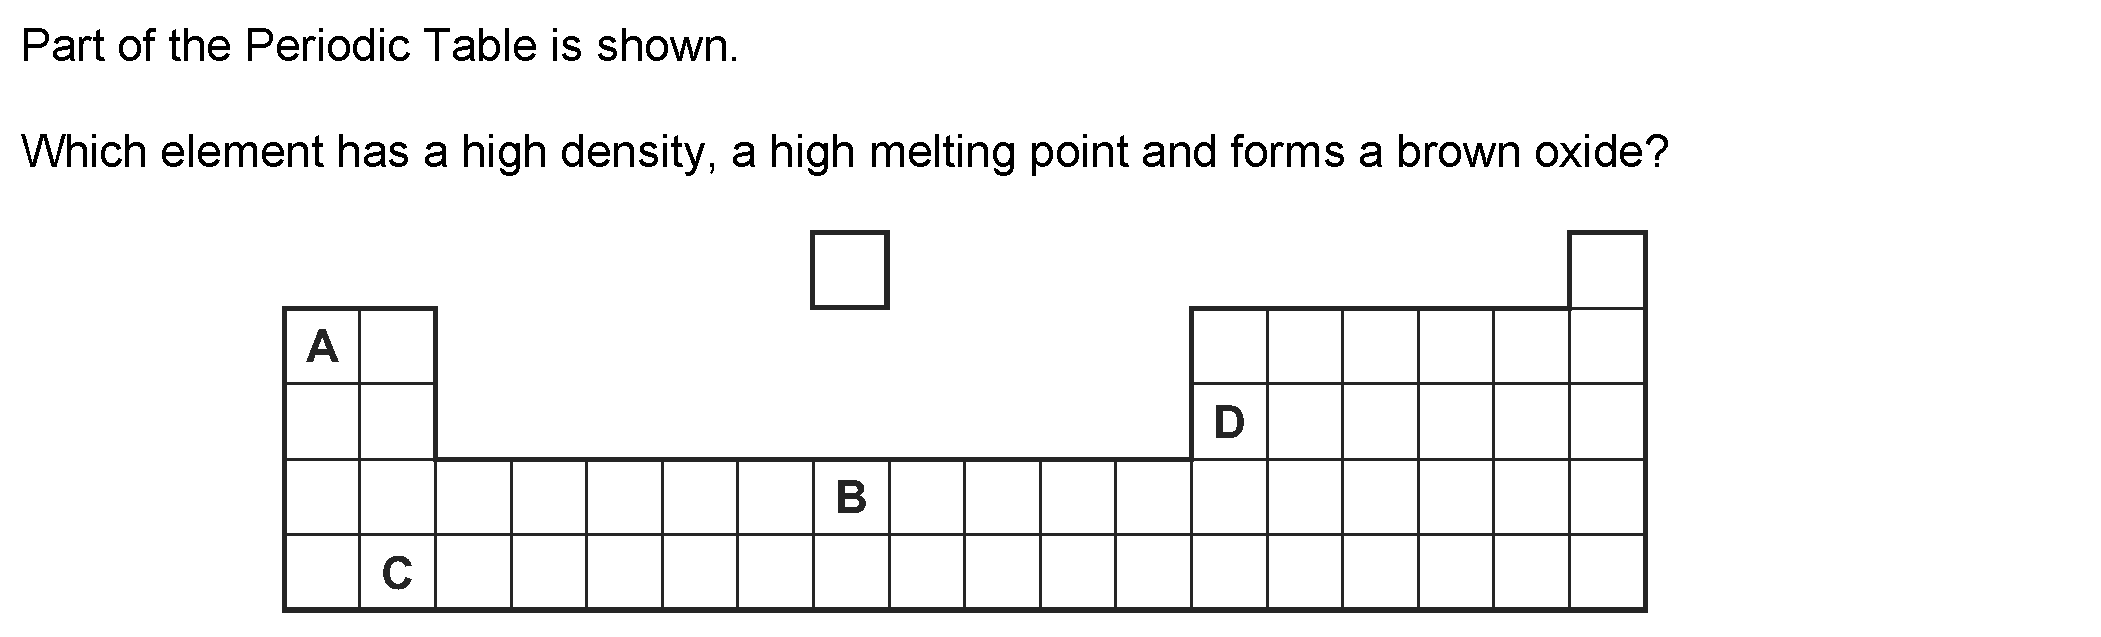 Part of the Periodic Table is shown.
Which element has a high density, a high melting point and forms a brown oxide?
A
D
B
C